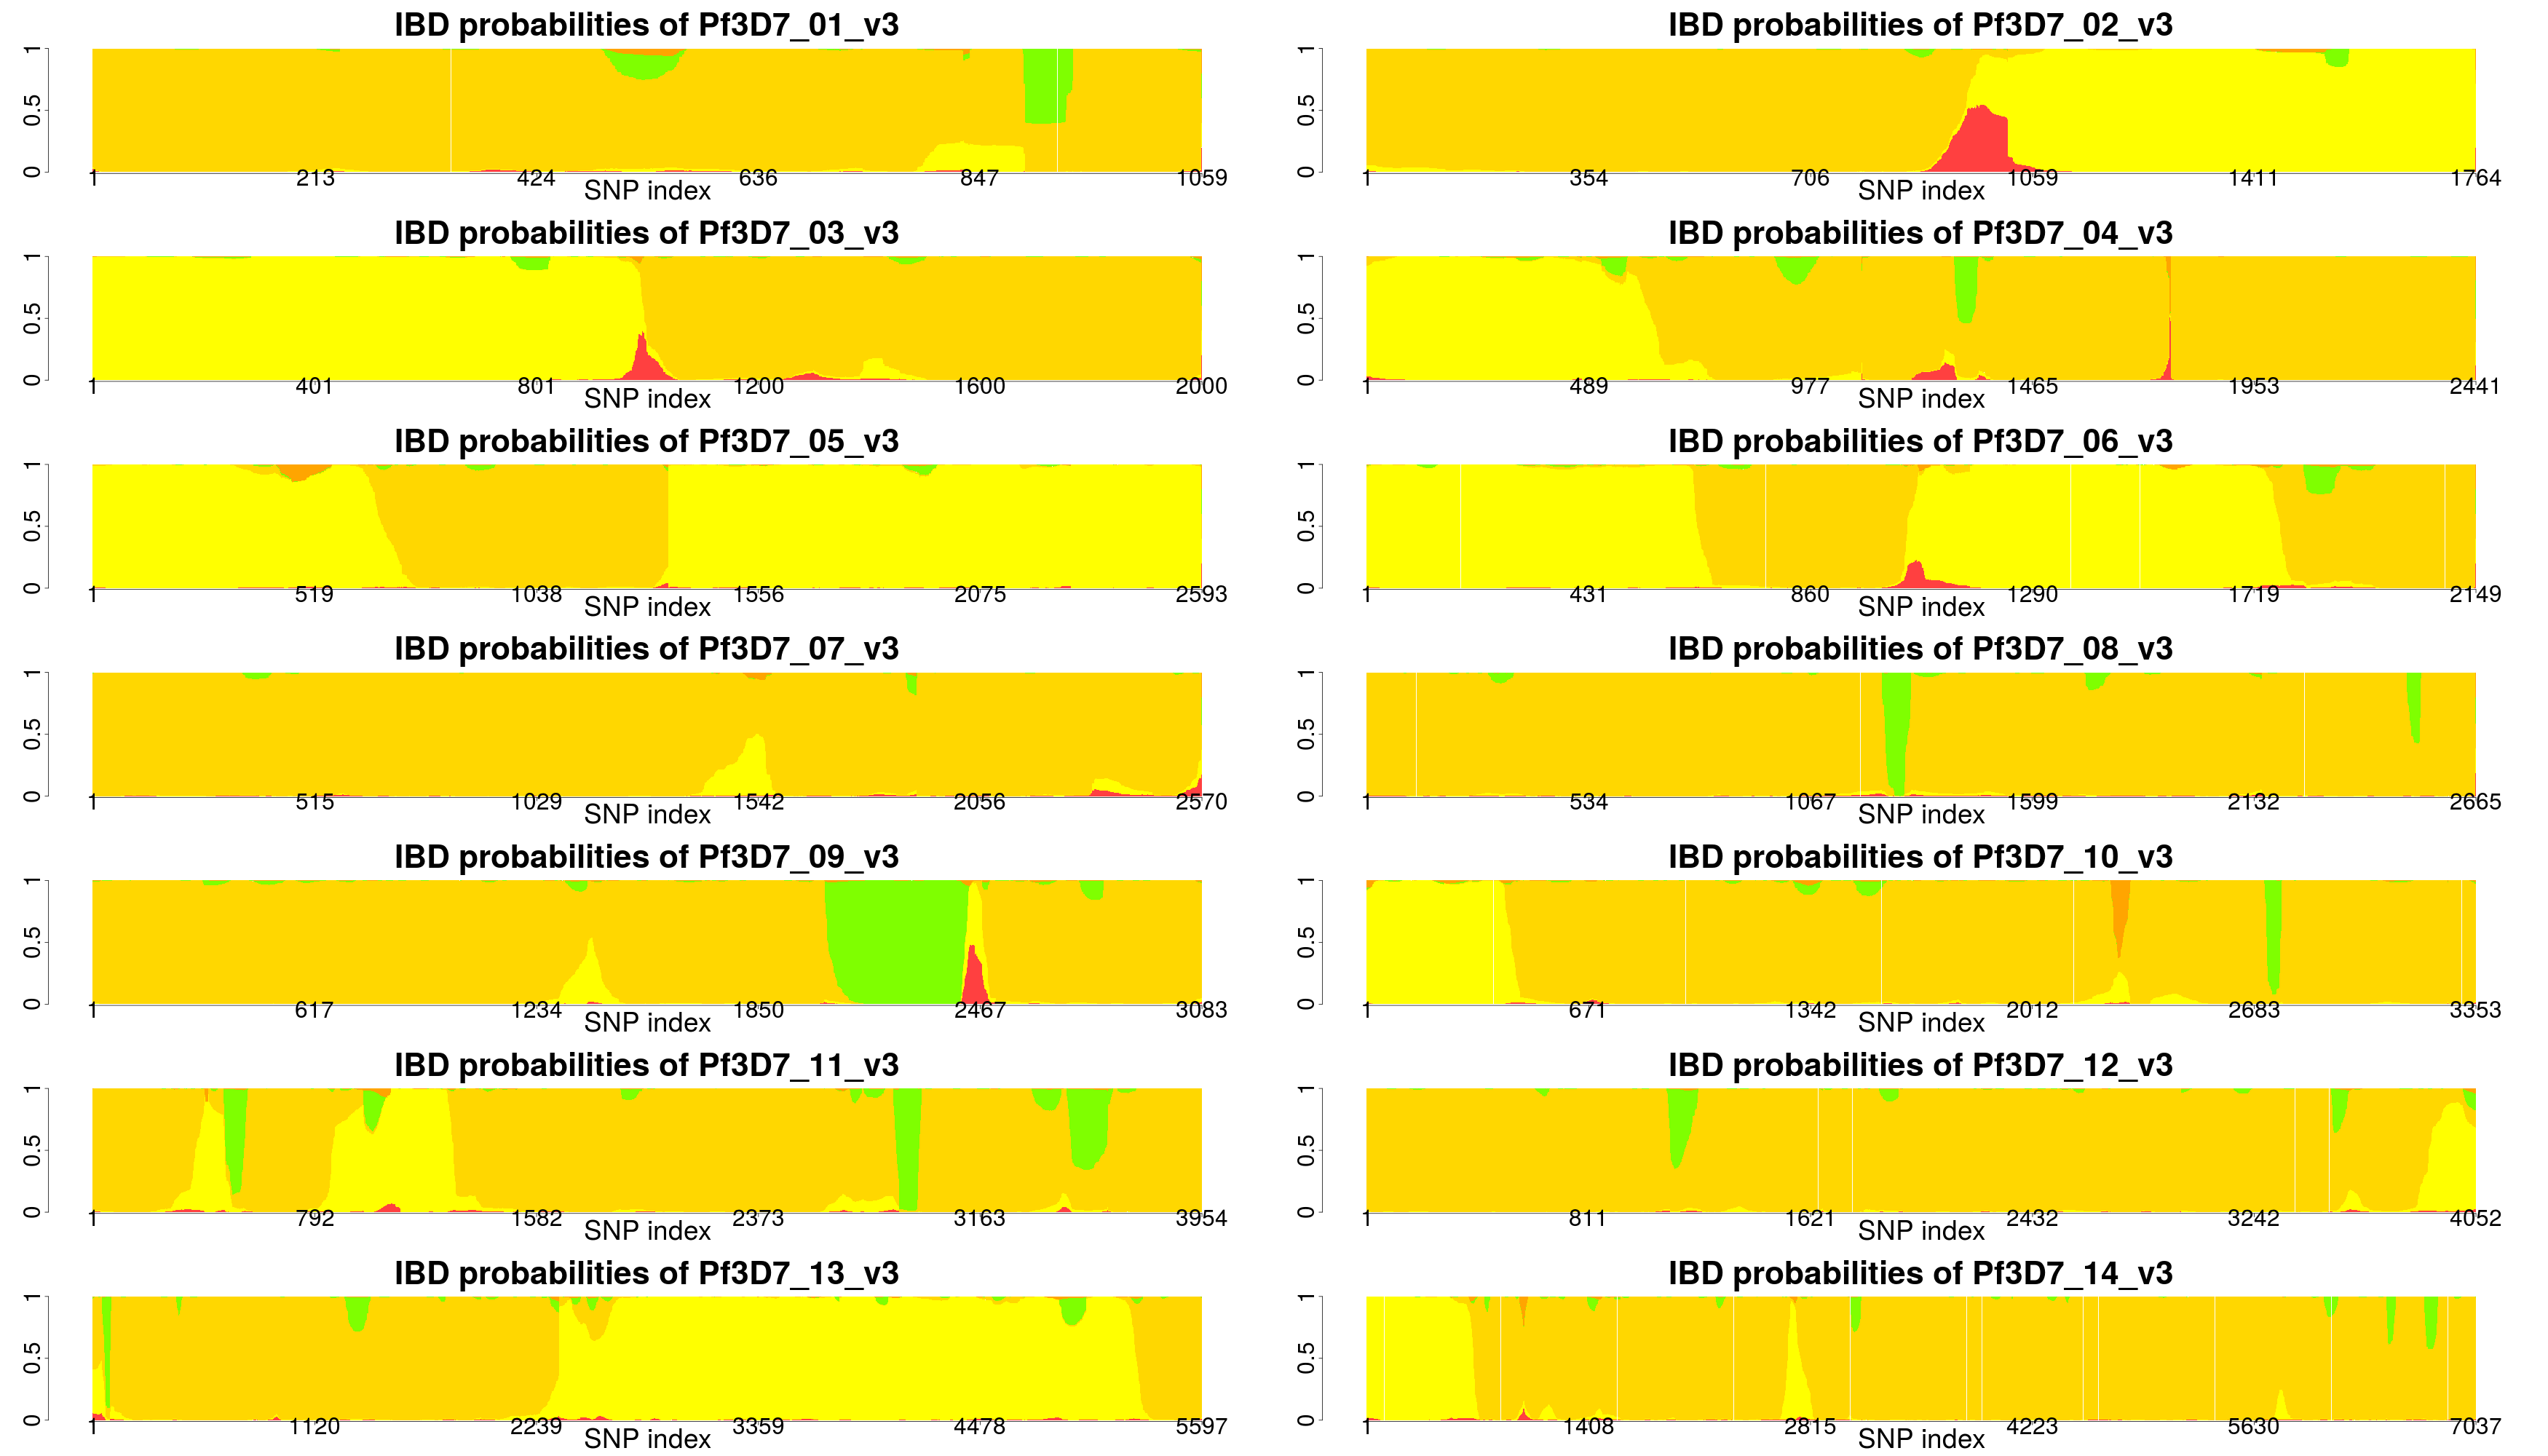 IBD probabilities of Pf3D7_01_v3
0 0.5 1
1 213 424 636 847 1059
SNP index
IBD probabilities of Pf3D7_02_v3
0 0.5 1
1 354 706 1059 1411 1764
SNP index
IBD probabilities of Pf3D7_03_v3
0 0.5 1
1 401 801 1200 1600 2000
SNP index
IBD probabilities of Pf3D7_04_v3
0 0.5 1
1 489 977 1465 1953 2441
SNP index
IBD probabilities of Pf3D7_05_v3
0 0.5 1
1 519 1038 1556 2075 2593
SNP index
IBD probabilities of Pf3D7_06_v3
0 0.5 1
1 431 860 1290 1719 2149
SNP index
IBD probabilities of Pf3D7_07_v3
0 0.5 1
1 515 1029 1542 2056 2570
SNP index
IBD probabilities of Pf3D7_08_v3
0 0.5 1
1 534 1067 1599 2132 2665
SNP index
IBD probabilities of Pf3D7_09_v3
0 0.5 1
1 617 1234 1850 2467 3083
SNP index
IBD probabilities of Pf3D7_10_v3
0 0.5 1
1 671 1342 2012 2683 3353
SNP index
IBD probabilities of Pf3D7_11_v3
0 0.5 1
1 792 1582 2373 3163 3954
SNP index
IBD probabilities of Pf3D7_12_v3
0 0.5 1
1 811 1621 2432 3242 4052
SNP index
IBD probabilities of Pf3D7_13_v3
0 0.5 1
1 1120 2239 3359 4478 5597
SNP index
IBD probabilities of Pf3D7_14_v3
0 0.5 1
1 1408 2815 4223 5630 7037
SNP index